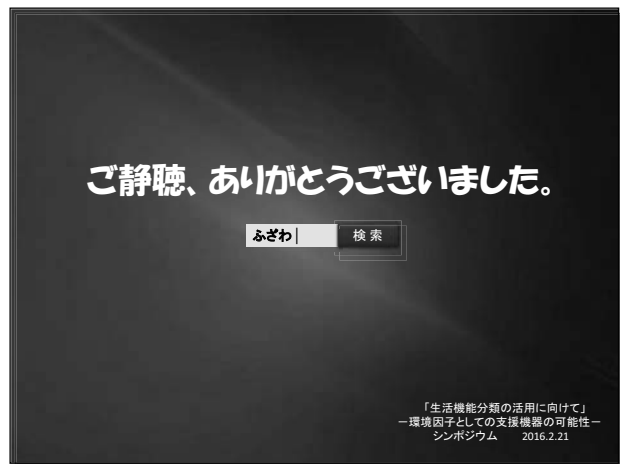 ご静聴、ありがとうございました。
ふざわ 検索
「生活機能分類の活用に向けて」
－環境因子としての支援機器の可能性－
シンポジウム 2016.2.21